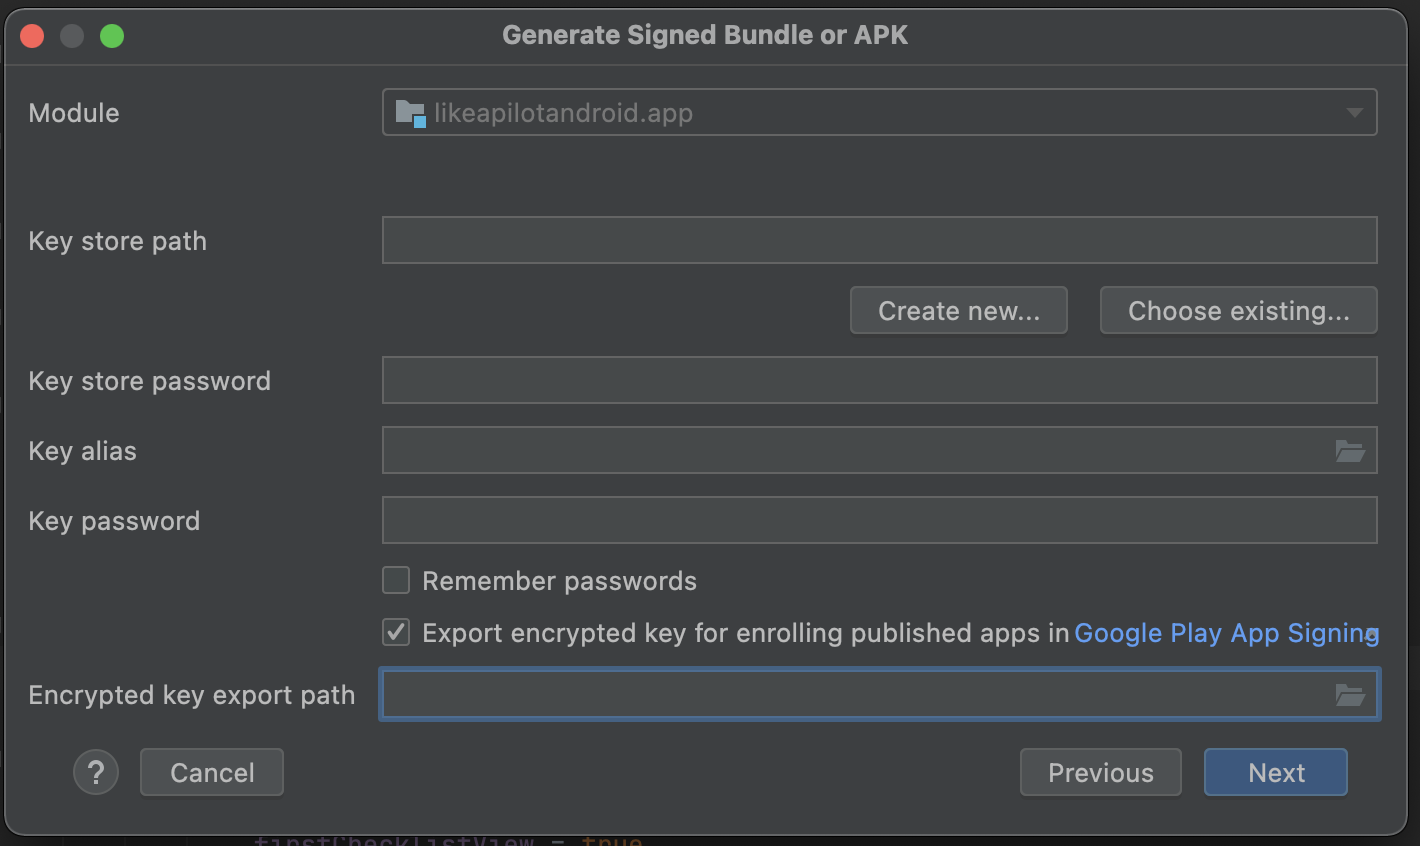 Generate Signed Bundle or APK
Module
likeapilotandroid.app
Key store path
Create new...
Choose existing...
Key store password
Key alias
Key password
Remember passwords
Export encrypted key for enrolling published apps in Google Play App Signing
Encrypted key export path
?
Cancel
Previous
Next
firstChecklistView = true